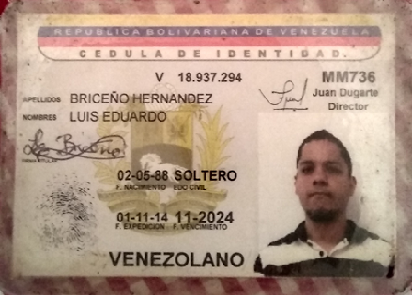 REPÚBLICA BOLIVARIANA DE VENEZUELA
CEDULA DE IDENTIDAD.
V 18.937.294
MM736
APELLIDOS BRICEÑO HERNANDEZ
Juan Dugarte
Director
NOMBRES LUIS EDUARDO
02-05-88 SOLTERO
F. NACIMIENTO EDO CIVIL
01-11-14 11-2024
F. EXPEDICION F. VENCIMIENTO
VENEZOLANO